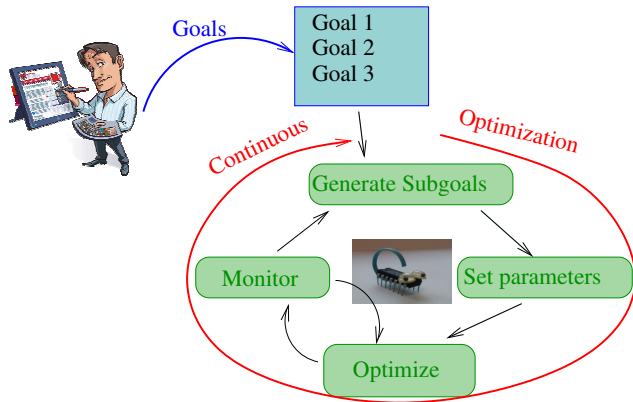 Goals
Goal 1
Goal 2
Goal 3
Continuous
Optimization
Generate Subgoals
Monitor
Set parameters
Optimize